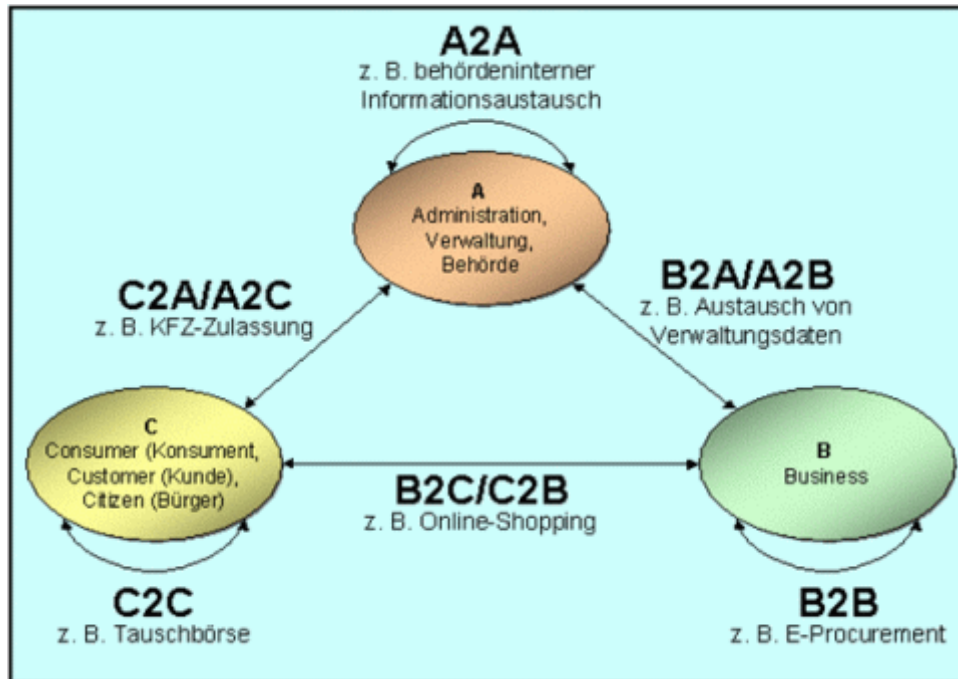 A2A
z. B. behördeninterner
Informationsaustausch
A
Administration,
Verwaltung,
Behörde
C2A/A2C
z. B. KFZ-Zulassung
B2A/A2B
z. B. Austausch von
Verwaltungsdaten
C
Consumer (Konsument,
Customer (Kunde),
Citizen (Bürger)
B
Business
B2C/C2B
z. B. Online-Shopping
C2C
z. B. Tauschbörse
B2B
z. B. E-Procurement